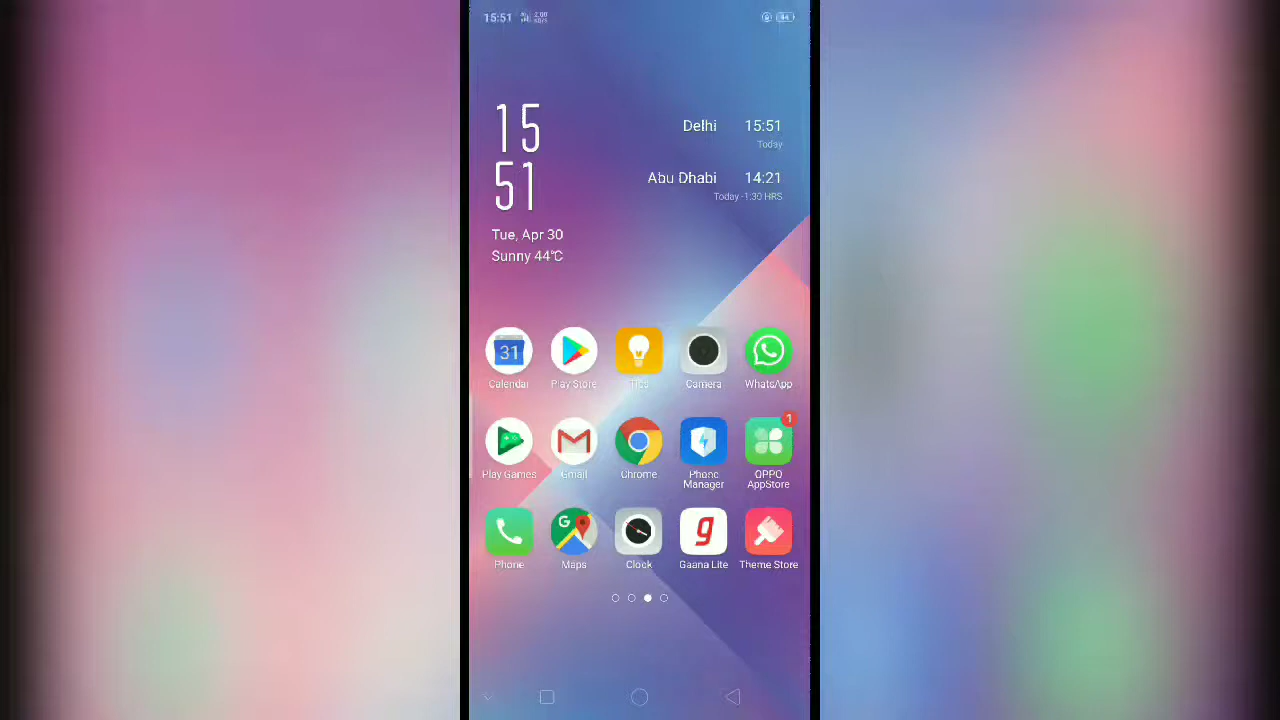 15:51
84
15
51
Delhi 15:51
Today
Abu Dhabi 14:21
Today -1:30 HRS
Tue, Apr 30
Sunny 44℃
31
Calendar
Play Store
Tips
Camera
WhatsApp
1
Play Games
Gmail
Chrome
Phone
Manager
OPPO
AppStore
G
g
Phone
Maps
Clock
Gaana Lite
Theme Store